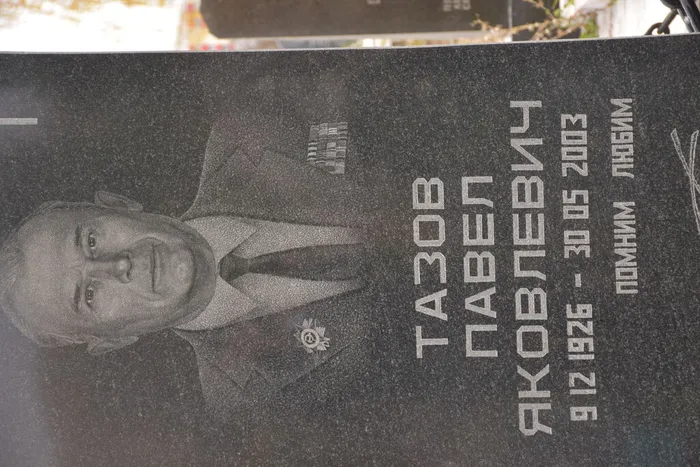 ТАЗОВ
ПАВЕЛ
ЯКОВЛЕВИЧ
9 12 1926 - 30 05 2003
ПОМНИМ ЛЮБИМ